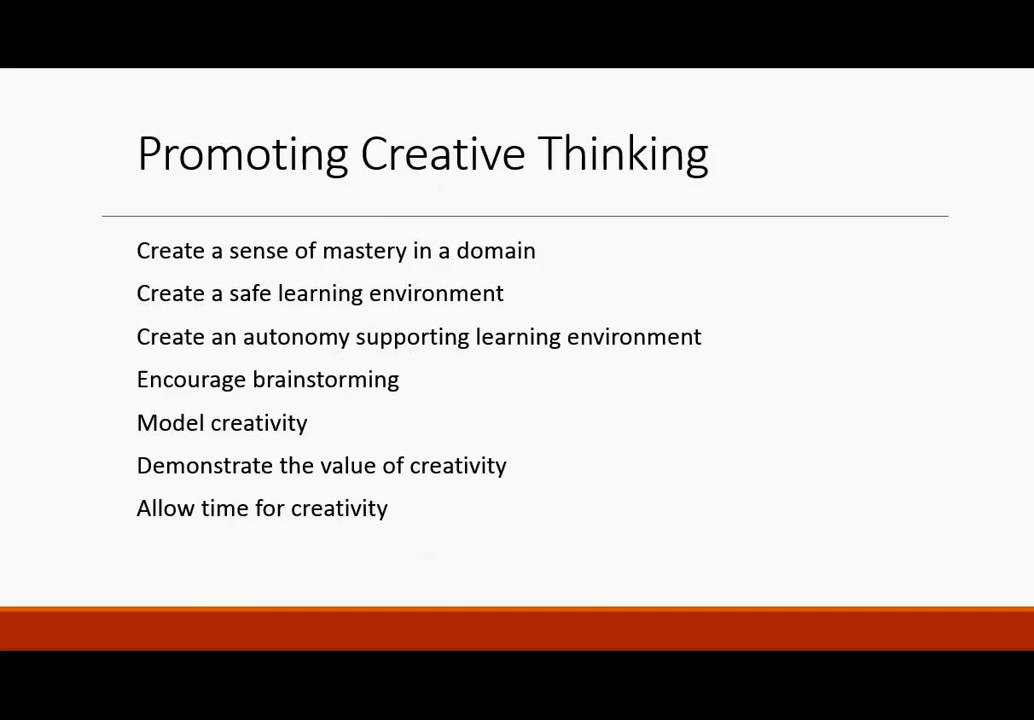 Promoting Creative Thinking
Create a sense of mastery in a domain
Create a safe learning environment
Create an autonomy supporting learning environment
Encourage brainstorming
Model creativity
Demonstrate the value of creativity
Allow time for creativity